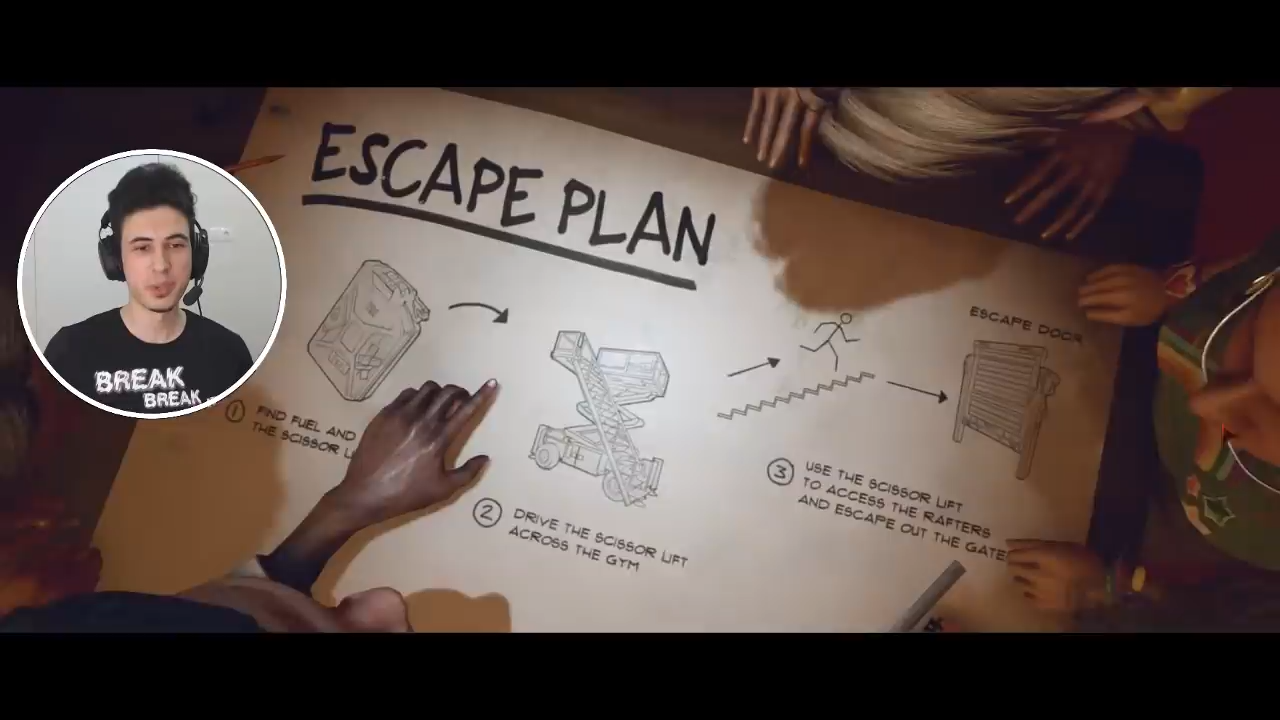 ESCAPE PLAN
ESCAPE DOOR
BREAK
BREAK
1 FIND FUEL AND
THE SCISSOR
2 DRIVE THE SCISSOR LIFT
ACROSS THE GYM
3 USE THE SCISSOR LIFT
TO ACCESS THE RAFTERS
AND ESCAPE OUT THE GATE